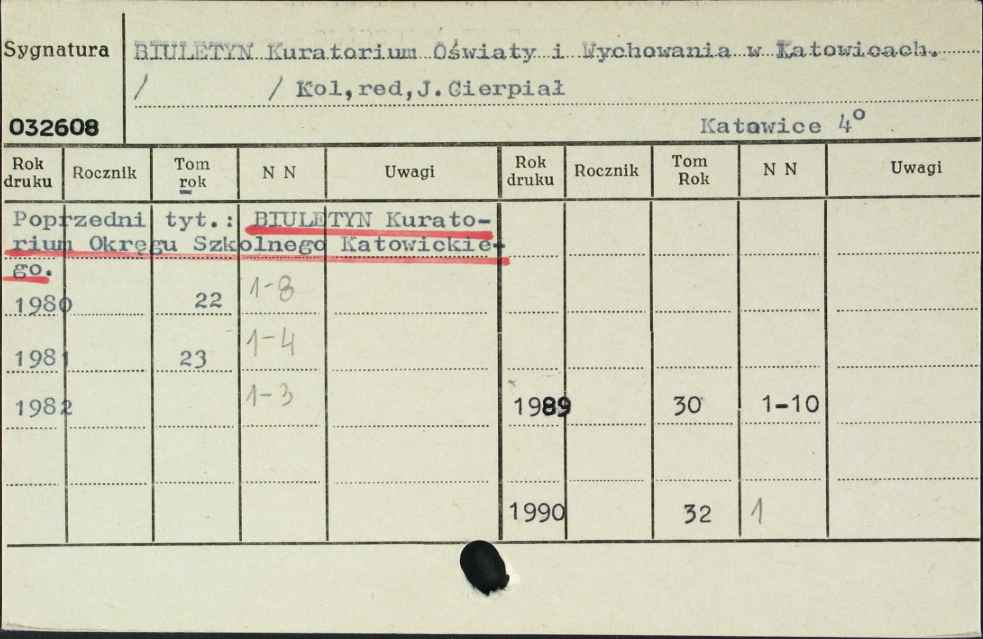 Sygnatura
BIULETYN Kuratorium Oświaty i Wychowania w Katowicach.
/ / Kol,red,J.Cierpiał
032608
Katowice 4º
Rok druku Rocznik Tom rok N N Uwagi Rok druku Rocznik Tom Rok N N Uwagi
Poprzedni tyt.: BIULETYN Kurato-
rium Okręgu Szkolnego Katowickie-
go.
1980 22 1-8
1981 23 1-4
1982 1-3 1989 30 1-10
1990 32 1